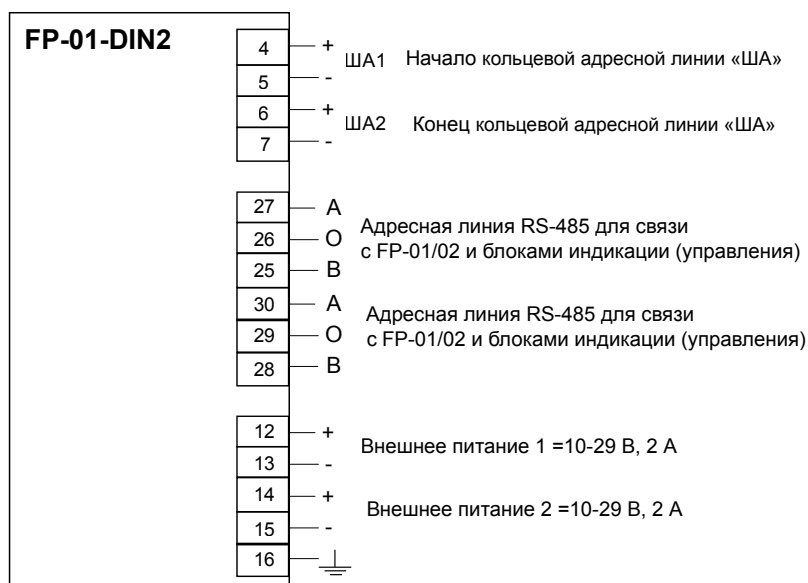 FP-01-DIN2
4 +
ША1 Начало кольцевой адресной линии «ША»
5 -
6 +
ША2 Конец кольцевой адресной линии «ША»
7 -
27 A
Адресная линия RS-485 для связи
26 O
с FP-01/02 и блоками индикации (управления)
25 B
30 A
Адресная линия RS-485 для связи
29 O
с FP-01/02 и блоками индикации (управления)
28 B
12 +
Внешнее питание 1 =10-29 В, 2 А
13 -
14 +
Внешнее питание 2 =10-29 В, 2 А
15 -
16